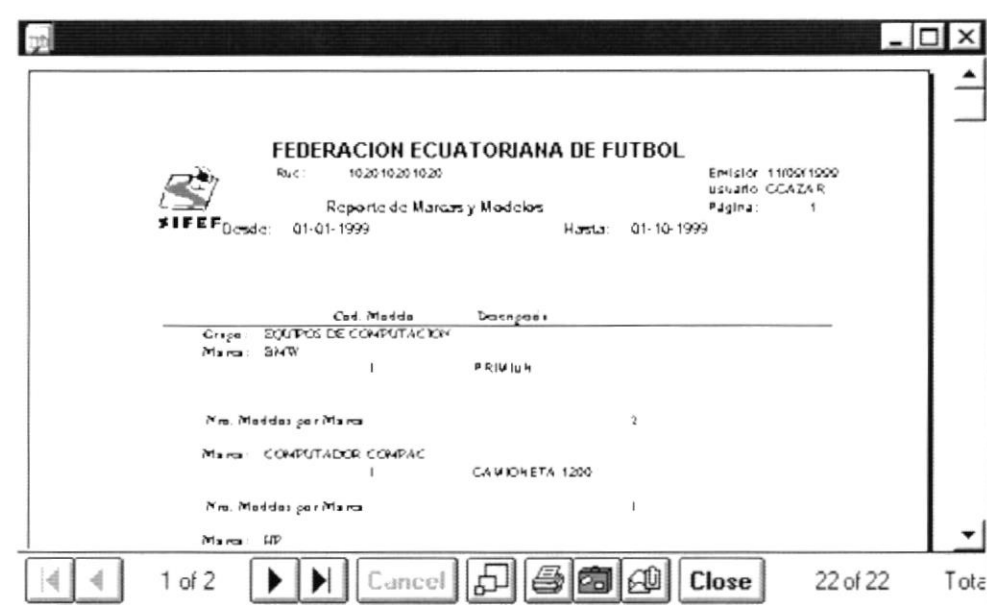 FEDERACION ECUATORIANA DE FUTBOL
Ruc: 1020102010​20 Emisión 11/09/1999
usuario CCAZAR
Reporte de Marcas y Modelos Página: 1
SIFEF
Desde: 01-01-1999 Hasta: 01-10-1999
Cod. Modelo
Grupo: EQUIPOS DE COMPUTACION
Marca: BMW
1
Nro. Modelos por Marca 2
Marca: COMPUTADOR COMPAC
1 CAMIONETA 1200
Nro. Modelos por Marca 1
Marca: HP
1 of 2 Cancel Close 22 of 22 Tota